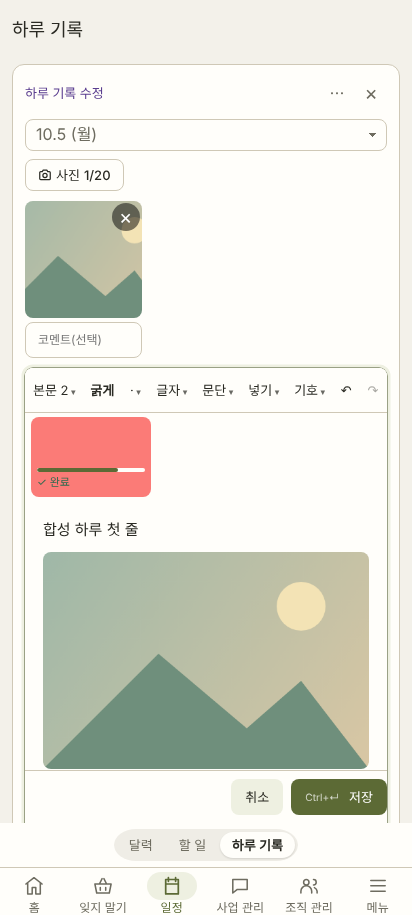 하루 기록
하루 기록 수정
10.5 (월)
사진 1/20
코멘트(선택)
본문 2 굵게 · 글자 문단 넣기 기호
✓ 완료
합성 하루 첫 줄
취소 Ctrl+↵ 저장
달력 할 일 하루 기록
홈 잊지 말기 일정 사업 관리 조직 관리 메뉴